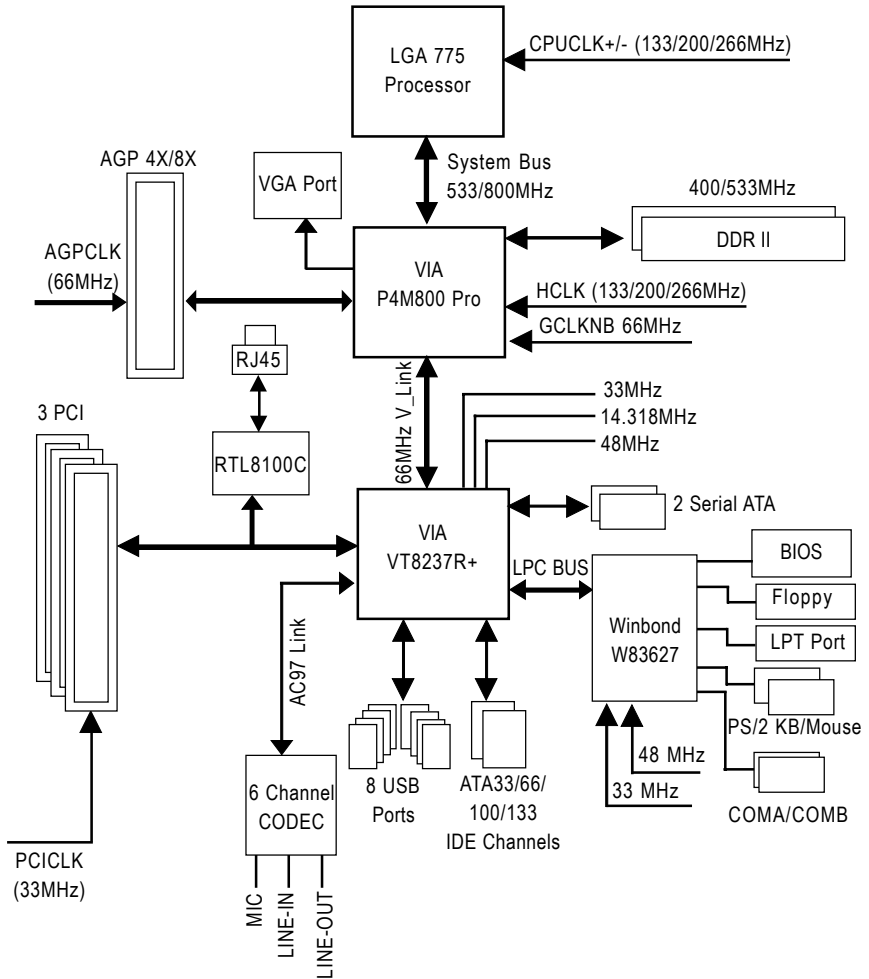 LGA 775
Processor
CPUCLK+/- (133/200/266MHz)
System Bus
533/800MHz
AGP 4X/8X
VGA Port
400/533MHz
DDR II
AGPCLK
(66MHz)
VIA
P4M800 Pro
HCLK (133/200/266MHz)
GCLKNB 66MHz
RJ45
66MHz V_Link
33MHz
14.318MHz
48MHz
3 PCI
RTL8100C
2 Serial ATA
VIA
VT8237R+
LPC BUS
BIOS
Floppy
LPT Port
Winbond
W83627
PS/2 KB/Mouse
AC97 Link
48 MHz
33 MHz
COMA/COMB
8 USB
Ports
ATA33/66/
100/133
IDE Channels
6 Channel
CODEC
PCICLK
(33MHz)
MIC
LINE-IN
LINE-OUT